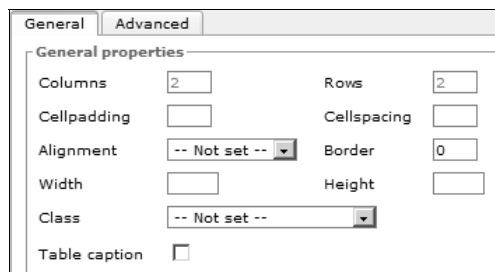 General Advanced
General properties
Columns 2 Rows 2
Cellpadding Cellspacing
Alignment -- Not set -- Border 0
Width Height
Class -- Not set --
Table caption